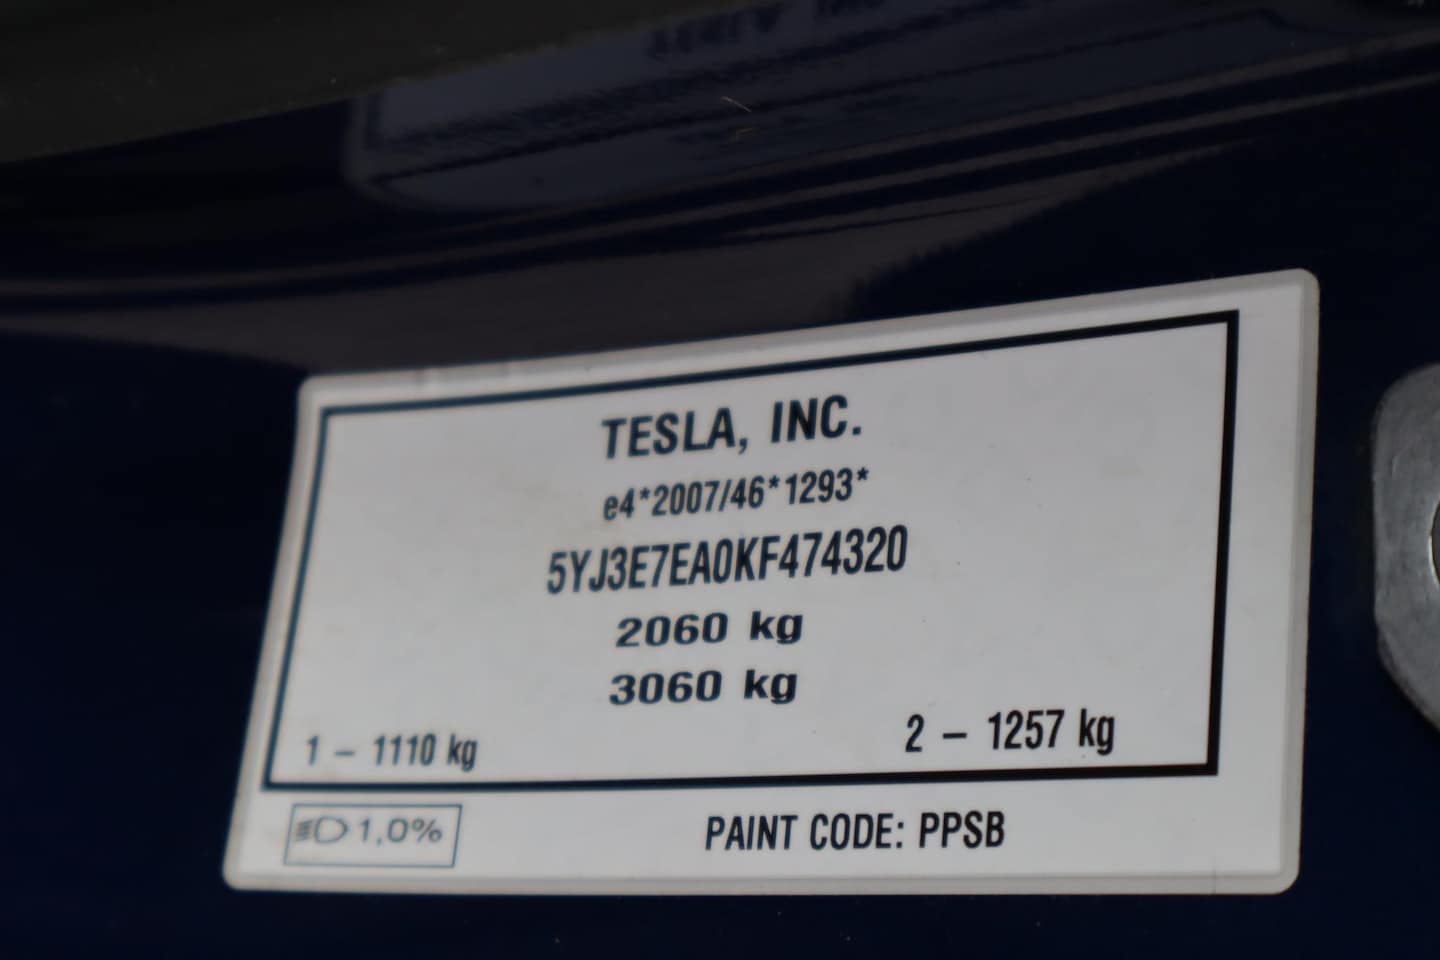 TESLA, INC.
e4*2007/46*1293*
5YJ3E7EA0KF474320
2060 kg
3060 kg
1 – 1110 kg
2 – 1257 kg
1,0%
PAINT CODE: PPSB